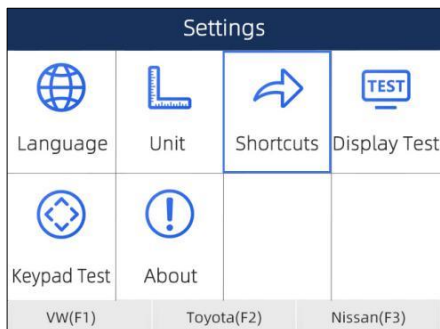 Settings
Language Unit Shortcuts TEST Display Test
Keypad Test About
VW(F1) Toyota(F2) Nissan(F3)